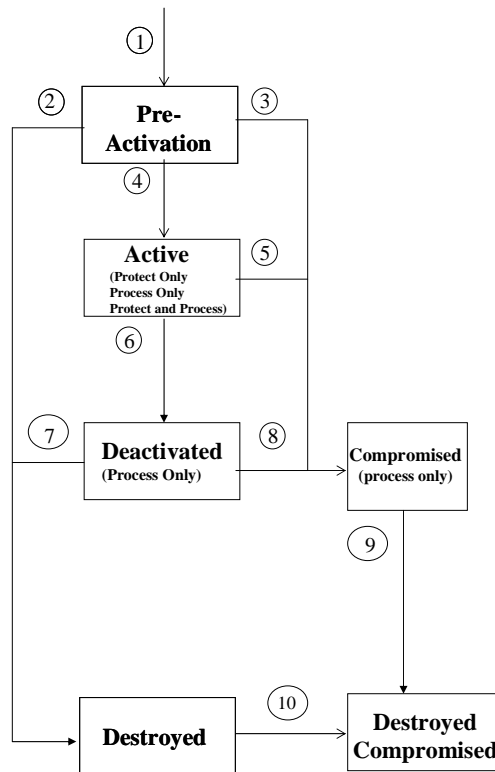 1
2
3
Pre-
Activation
4
Active
(Protect Only
Process Only
Protect and Process)
5
6
7
Deactivated
(Process Only)
8
Compromised
(process only)
9
Destroyed
10
Destroyed
Compromised